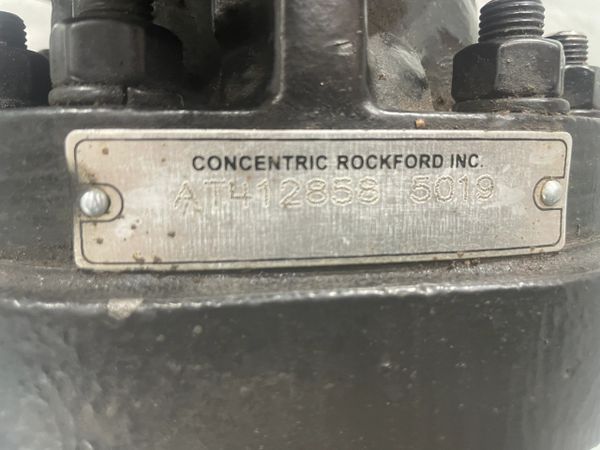 CONCENTRIC ROCKFORD INC.
AT412858 5019